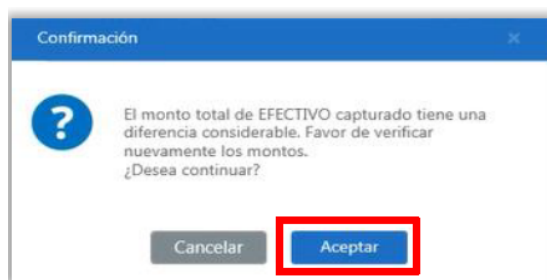 Confirmación
El monto total de EFECTIVO capturado tiene una
diferencia considerable. Favor de verificar
nuevamente los montos.
¿Desea continuar?
Cancelar Aceptar